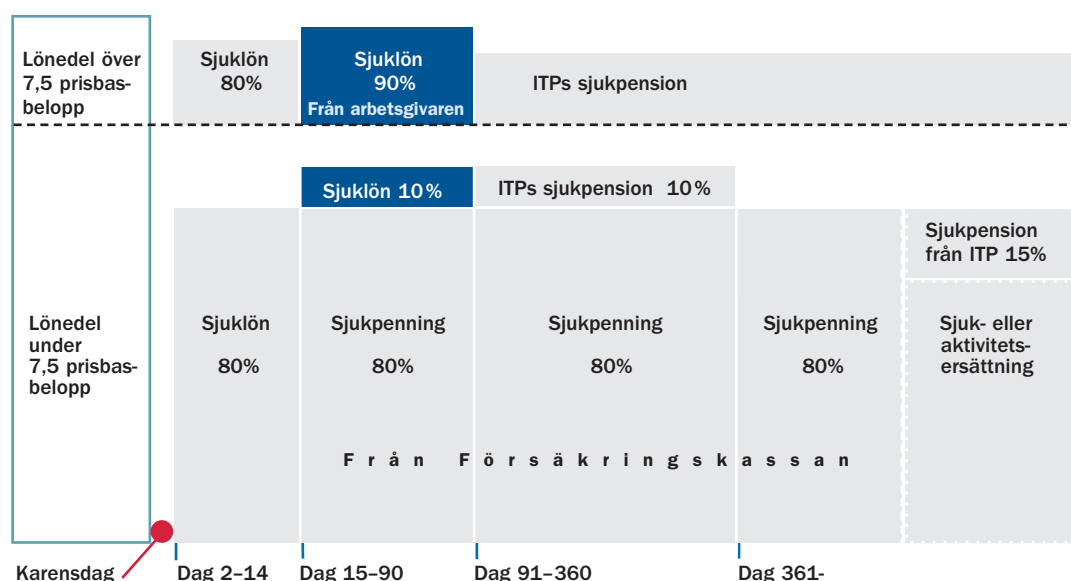 Lönedel över
7,5 prisbas-
belopp
Sjuklön
80%
Sjuklön
90%
Från arbetsgivaren
ITPs sjukpension
Sjuklön 10%
ITPs sjukpension 10%
Sjukpension
från ITP 15%
Lönedel
under
7,5 prisbas-
belopp
Sjuklön
80%
Sjukpenning
80%
Sjukpenning
80%
Sjukpenning
80%
Sjuk- eller
aktivitets-
ersättning
Från Försäkringskassan
Karensdag
Dag 2–14
Dag 15–90
Dag 91–360
Dag 361-